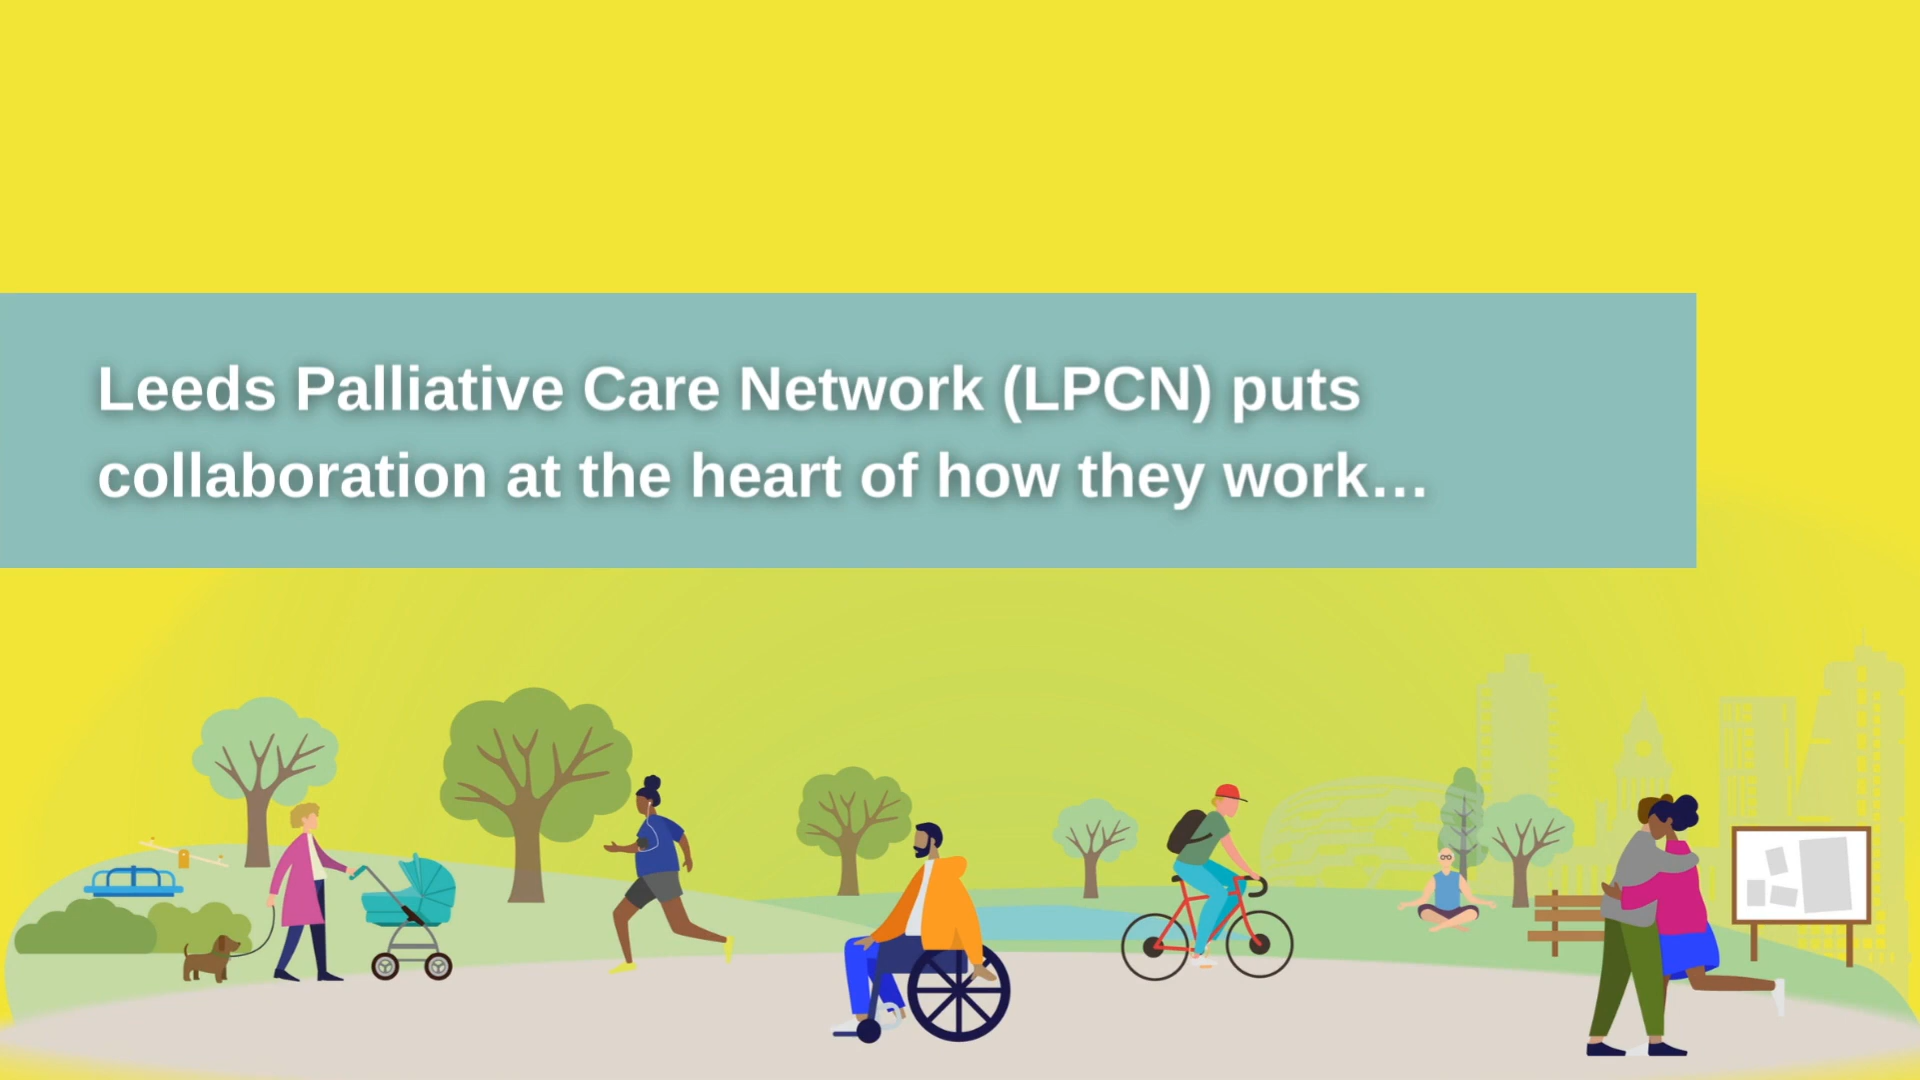 Leeds Palliative Care Network (LPCN) puts
collaboration at the heart of how they work…